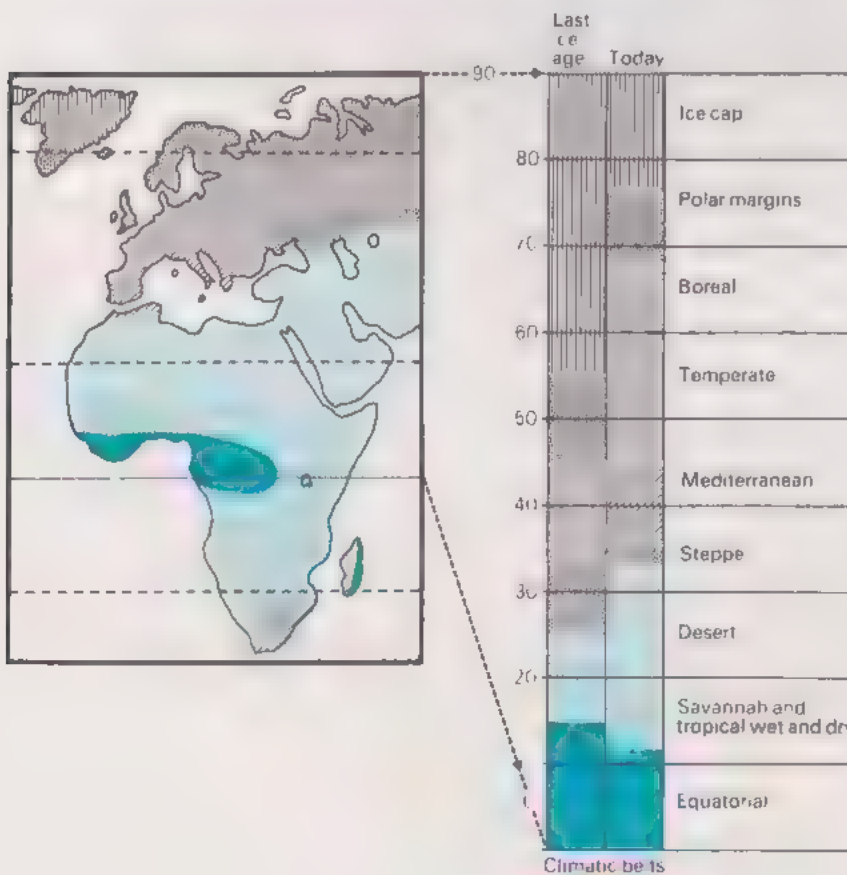 Last
ice
age
Today
90
Ice cap
80
Polar margins
70
Boreal
60
Temperate
50
Mediterranean
40
Steppe
30
Desert
20
Savannah and
tropical wet and dry
Equatorial
Climatic belts